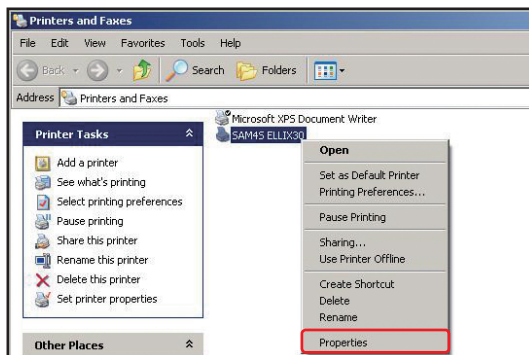 Printers and Faxes
File Edit View Favorites Tools Help
Back Search Folders
Address Printers and Faxes
Printer Tasks
Add a printer
See what's printing
Select printing preferences
Pause printing
Share this printer
Rename this printer
Delete this printer
Set printer properties
Other Places
Microsoft XPS Document Writer
SAM4S ELLIX30
Open
Set as Default Printer
Printing Preferences...
Pause Printing
Sharing...
Use Printer Offline
Create Shortcut
Delete
Rename
Properties